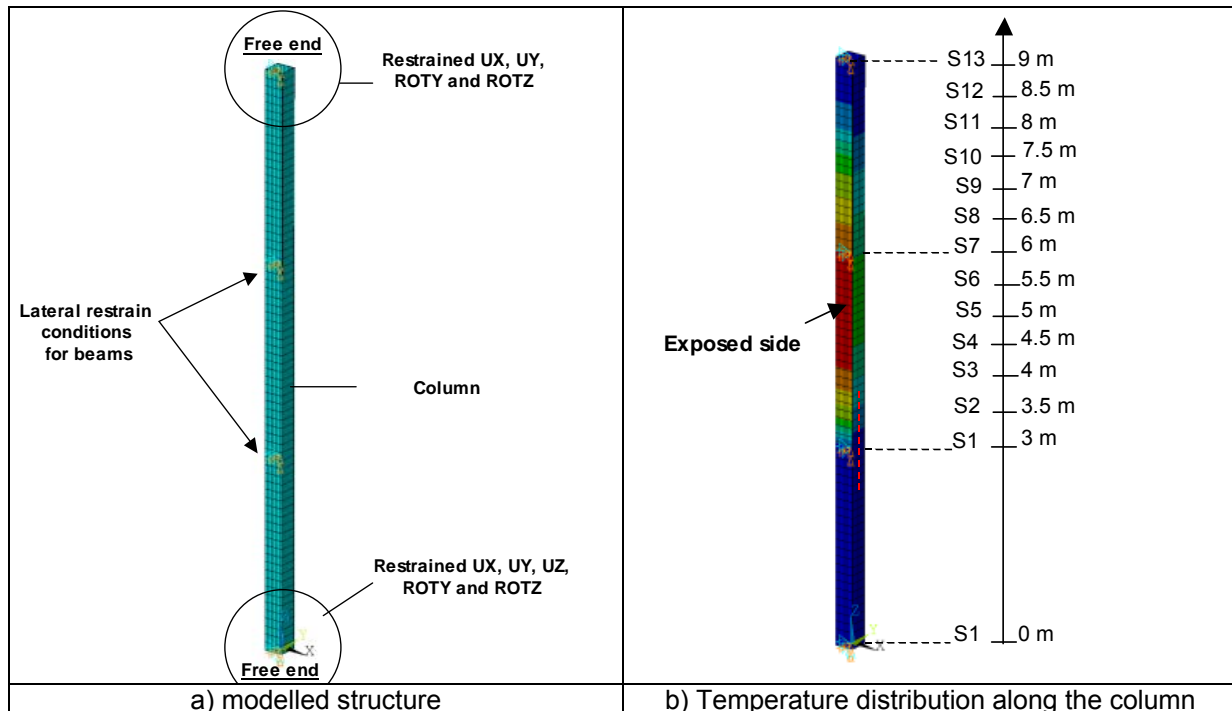 Free end
Restrained UX, UY,
ROTY and ROTZ
Lateral restrain
conditions
for beams
Column
Restrained UX, UY, UZ,
ROTY and ROTZ
Free end
Z
Y
X
a) modelled structure
S13 9 m
S12 8.5 m
S11 8 m
S10 7.5 m
S9 7 m
S8 6.5 m
S7 6 m
S6 5.5 m
Exposed side
S5 5 m
S4 4.5 m
S3 4 m
S2 3.5 m
S1 3 m
Z
Y
X
S1 0 m
b) Temperature distribution along the column